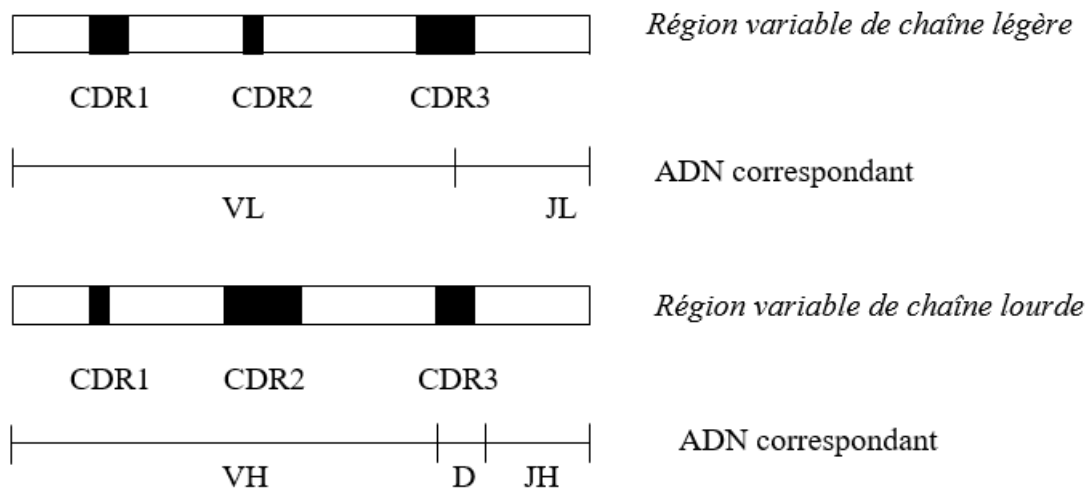 Région variable de chaîne légère
CDR1 CDR2 CDR3
ADN correspondant
VL JL
Région variable de chaîne lourde
CDR1 CDR2 CDR3
ADN correspondant
VH D JH